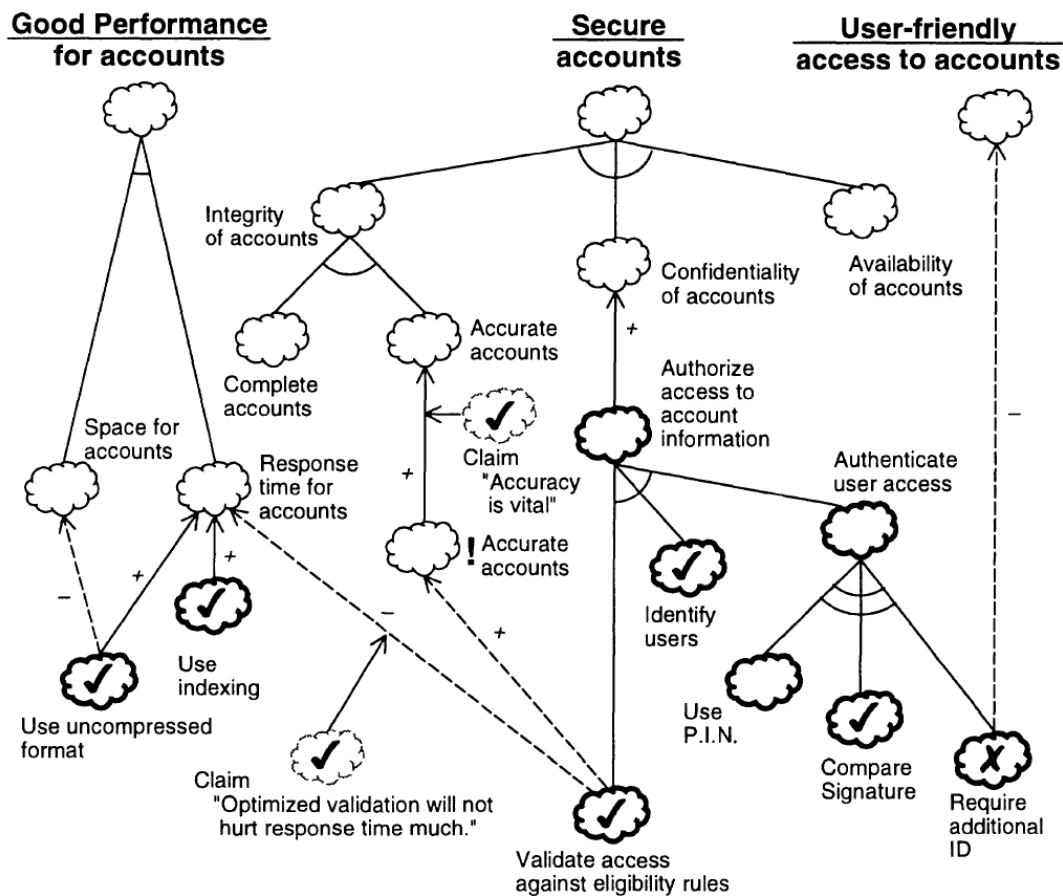 Good Performance
for accounts
Secure
accounts
User-friendly
access to accounts
Integrity
of accounts
Confidentiality
of accounts
Availability
of accounts
Complete
accounts
Accurate
accounts
+
Authorize
access to
account
information
Claim
"Accuracy
is vital"
+
−
Space for
accounts
Response
time for
accounts
Authenticate
user access
! Accurate
accounts
−
+
+
−
+
Identify
users
Use
indexing
Use uncompressed
format
Use
P.I.N.
Compare
Signature
Require
additional
ID
Claim
"Optimized validation will not
hurt response time much."
Validate access
against eligibility rules